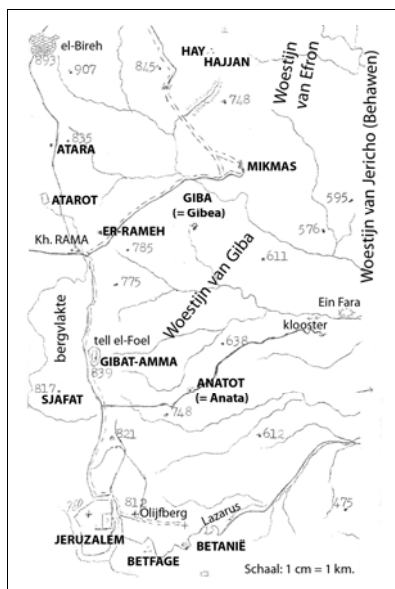 el-Bireh
893
907
845
HAY
HAJJAN
748
Woestijn
van Efron
Woestijn van Jericho (Behawen)
835
ATARA
MIKMAS
ATAROT
GIBA
(= Gibea)
595
576
ER-RAMEH
Kh. RAMA
785
611
775
Woestijn van Giba
Ein Fara
klooster
bergvlakte
tell el-Foel
638
GIBAT-AMMA
839
817
SJAFAT
ANATOT
(= Anata)
748
821
612
812
Olijfberg
475
Lazarus
JERUZALEM
BETFAGE
BETANIË
Schaal: 1 cm = 1 km.